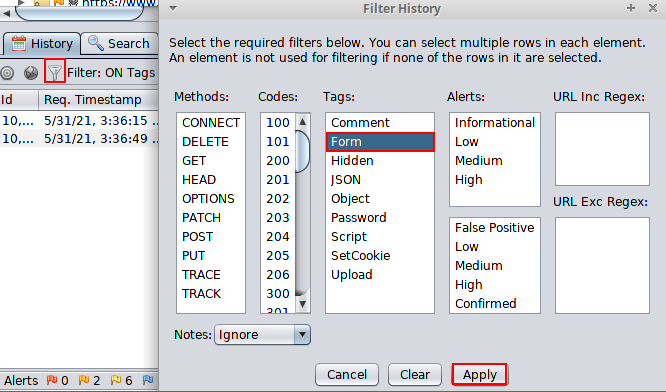 https://www.
Filter History
History
Search
Filter: ON Tags
Id Req. Timestamp
10,... 5/31/21, 3:36:15 ...
10,... 5/31/21, 3:36:49 ...
Select the required filters below. You can select multiple rows in each element.
An element is not used for filtering if none of the rows in it are selected.
Methods:
CONNECT
DELETE
GET
HEAD
OPTIONS
PATCH
POST
PUT
TRACE
TRACK
Codes:
100
101
200
201
202
203
204
205
206
300
301
Tags:
Comment
Form
Hidden
JSON
Object
Password
Script
SetCookie
Upload
Alerts:
Informational
Low
Medium
High
False Positive
Low
Medium
High
Confirmed
URL Inc Regex:
URL Exc Regex:
Notes: Ignore
Cancel Clear Apply
Alerts 0 2 6